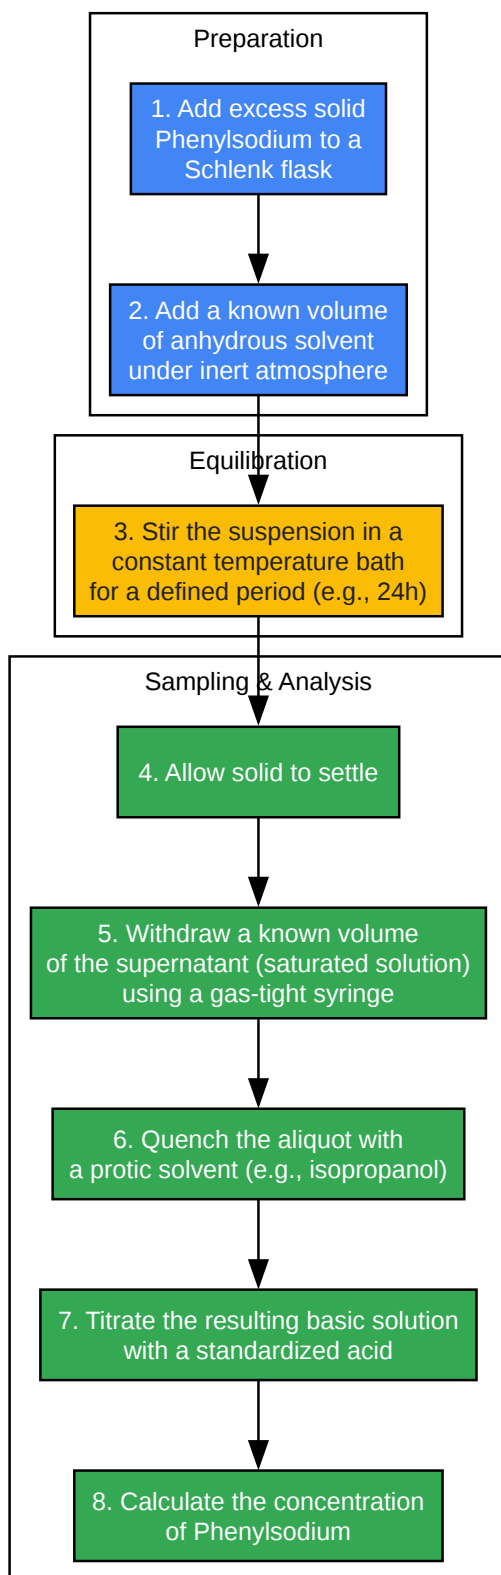 Preparation
1. Add excess solid
Phenylsodium to a
Schlenk flask
2. Add a known volume
of anhydrous solvent
under inert atmosphere
Equilibration
3. Stir the suspension in a
constant temperature bath
for a defined period (e.g., 24h)
Sampling & Analysis
4. Allow solid to settle
5. Withdraw a known volume
of the supernatant (saturated solution)
using a gas-tight syringe
6. Quench the aliquot with
a protic solvent (e.g., isopropanol)
7. Titrate the resulting basic solution
with a standardized acid
8. Calculate the concentration
of Phenylsodium